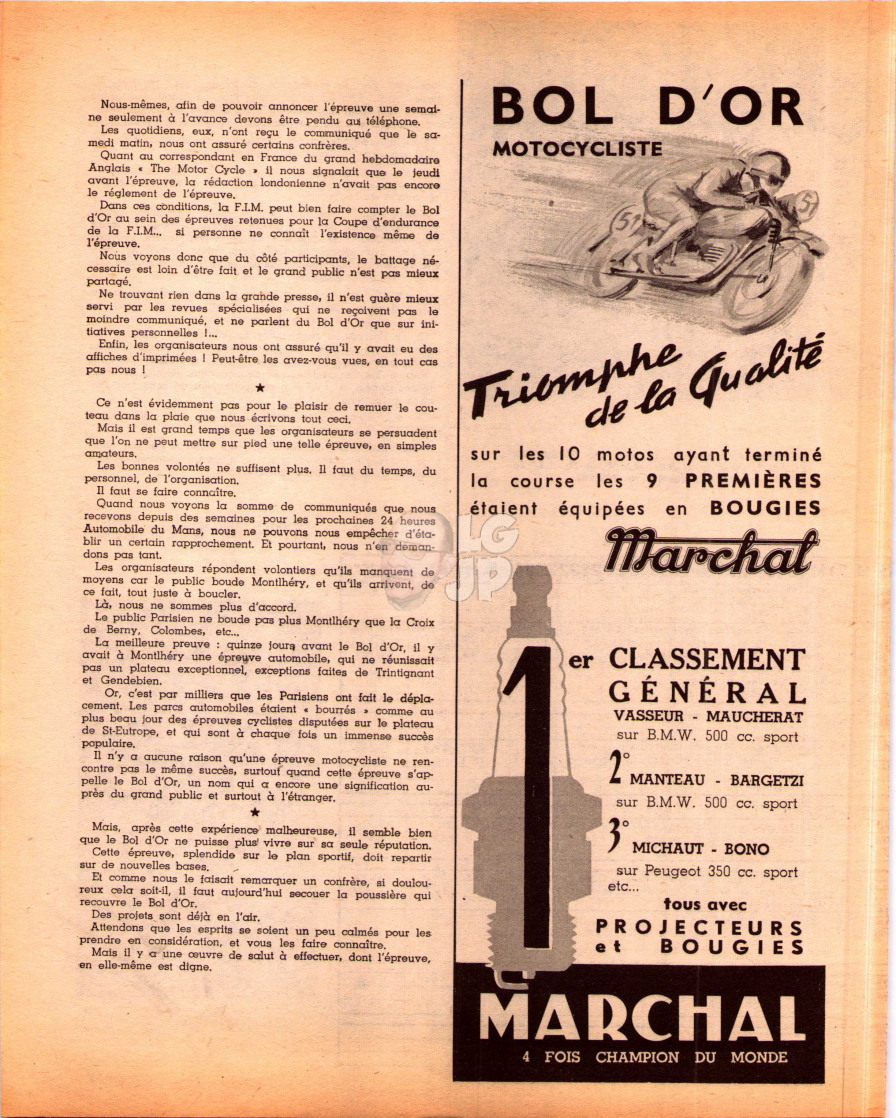 Nous-mêmes, afin de pouvoir annoncer l'épreuve une semai-
ne seulement à l'avance devons être pendu au téléphone.
Les quotidiens, eux, n'ont reçu le communiqué que le sa-
medi matin, nous ont assuré certains confrères.
Quant au correspondant en France du grand hebdomadaire
Anglais « The Motor Cycle » il nous signalait que le jeudi
avant l'épreuve, la rédaction londonienne n'avait pas encore
le réglement de l'épreuve.
Dans ces conditions, la F.I.M. peut bien faire compter le Bol
d'Or au sein des épreuves retenues pour la Coupe d'endurance
de la F.I.M... si personne ne connaît l'existence même de
l'épreuve.
Nous voyons donc que du côté participants, le battage né-
cessaire est loin d'être fait et le grand public n'est pas mieux
partagé.
Ne trouvant rien dans la grande presse, il n'est guère mieux
servi par les revues spécialisées qui ne reçoivent pas le
moindre communiqué, et ne parlent du Bol d'Or que sur ini-
tiatives personnelles !...
Enfin, les organisateurs nous ont assuré qu'il y avait eu des
affiches d'imprimées ! Peut-être les avez-vous vues, en tout cas
pas nous !
★
Ce n'est évidemment pas pour le plaisir de remuer le cou-
teau dans la plaie que nous écrivons tout ceci.
Mais il est grand temps que les organisateurs se persuadent
que l'on ne peut mettre sur pied une telle épreuve, en simples
amateurs.
Les bonnes volontés ne suffisent plus. Il faut du temps, du
personnel, de l'organisation.
Il faut se faire connaître.
Quand nous voyons la somme de communiqués que nous
recevons depuis des semaines pour les prochaines 24 heures
Automobile du Mans, nous ne pouvons nous empêcher d'éta-
blir un certain rapprochement. Et pourtant, nous n'en deman-
dons pas tant.
Les organisateurs répondent volontiers qu'ils manquent de
moyens car le public boude Montlhéry, et qu'ils arrivent, de
ce fait, tout juste à boucler.
Là, nous ne sommes plus d'accord.
Le public Parisien ne boude pas plus Montlhéry que la Croix
de Berny, Colombes, etc...
La meilleure preuve : quinze jours avant le Bol d'Or, il y
avait à Montlhéry une épreuve automobile, qui ne réunissait
pas un plateau exceptionnel, exceptions faites de Trintignant
et Gendebien.
Or, c'est par milliers que les Parisiens ont fait le dépla-
cement. Les parcs automobiles étaient « bourrés » comme au
plus beau jour des épreuves cyclistes disputées sur le plateau
de St-Eutrope, et qui sont à chaque fois un immense succès
populaire.
Il n'y a aucune raison qu'une épreuve motocycliste ne ren-
contre pas le même succès, surtout quand cette épreuve s'ap-
pelle le Bol d'Or, un nom qui a encore une signification au-
près du grand public et surtout à l'étranger.
★
Mais, après cette expérience malheureuse, il semble bien
que le Bol d'Or ne puisse plus vivre sur sa seule réputation.
Cette épreuve, splendide sur le plan sportif, doit repartir
sur de nouvelles bases.
Et comme nous le faisait remarquer un confrère, si doulou-
reux cela soit-il, il faut aujourd'hui secouer la poussière qui
recouvre le Bol d'Or.
Des projets sont déjà en l'air.
Attendons que les esprits se soient un peu calmés pour les
prendre en considération, et vous les faire connaître.
Mais il y a une œuvre de salut à effectuer, dont l'épreuve,
en elle-même est digne.
BOL D'OR
MOTOCYCLISTE
51
51
Triomphe
de la Qualité
sur les 10 motos ayant terminé
la course les 9 PREMIÈRES
étaient équipées en BOUGIES
Marchal
LG
JP
1er CLASSEMENT
GÉNÉRAL
VASSEUR - MAUCHERAT
sur B.M.W. 500 cc. sport
2° MANTEAU - BARGETZI
sur B.M.W. 500 cc. sport
3° MICHAUT - BONO
sur Peugeot 350 cc. sport
etc...
tous avec
PROJECTEURS
et BOUGIES
MARCHAL
4 FOIS CHAMPION DU MONDE